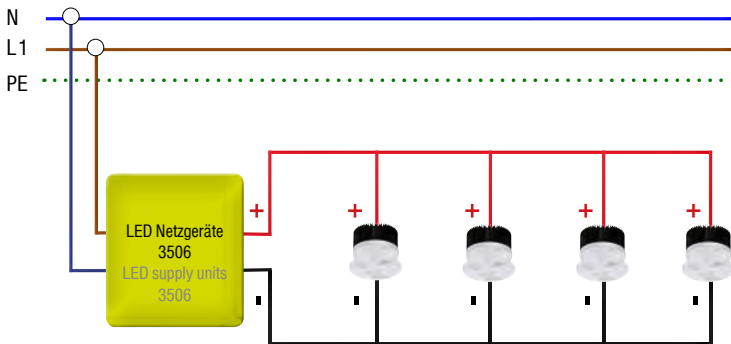 N
L1
PE
+ + + + +
LED Netzgeräte
3506
LED supply units
3506
- - - - -